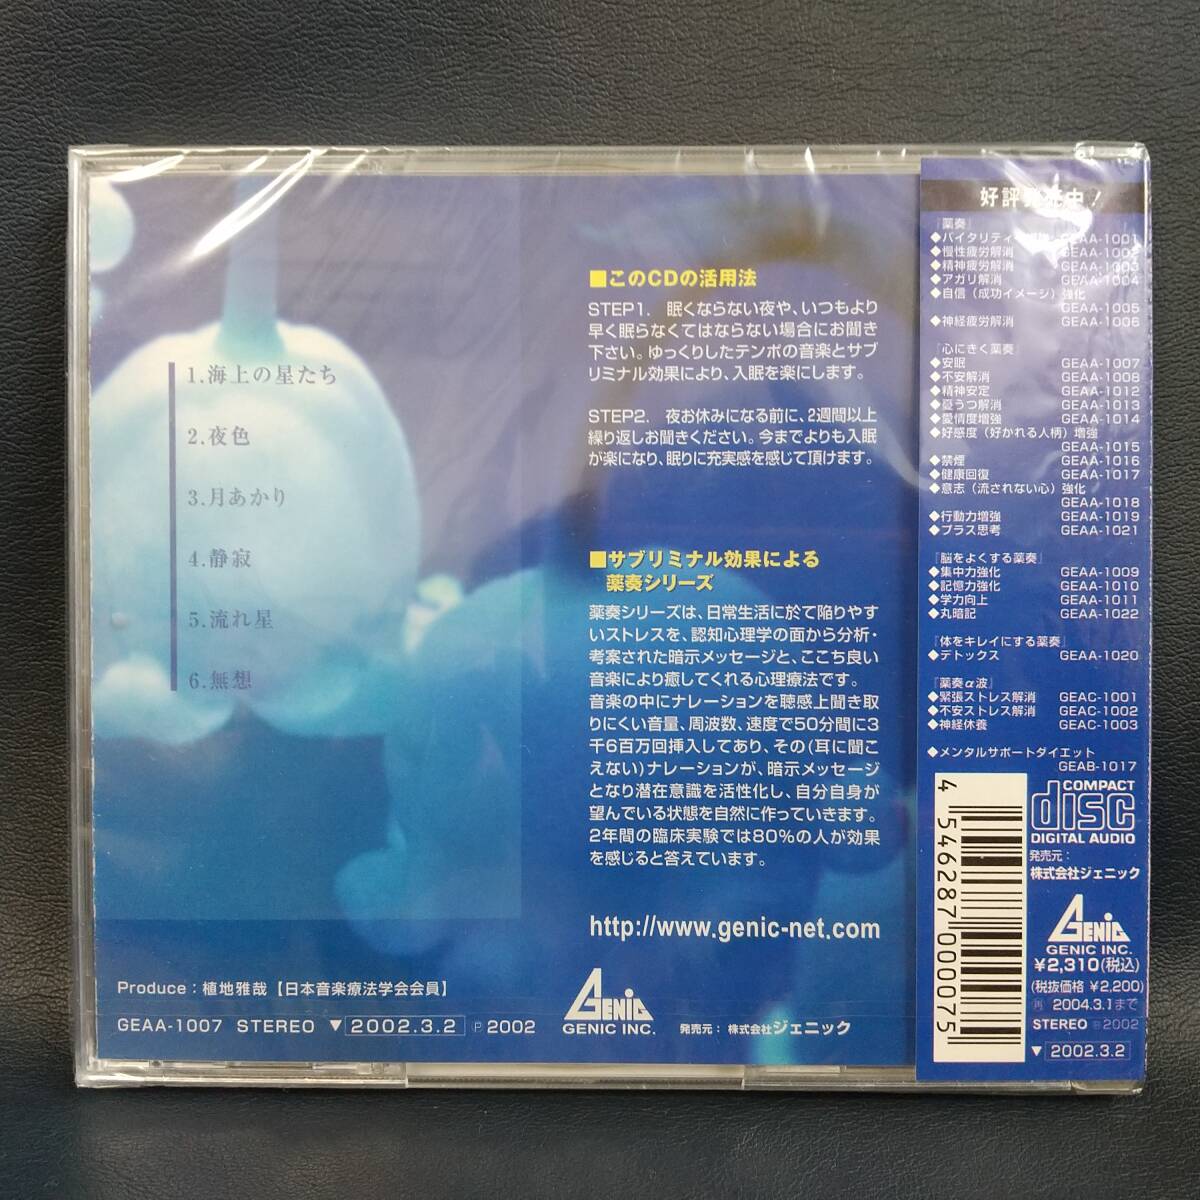 1.海上の星たち
2.夜色
3.月あかり
4.静寂
5.流れ星
6.無想
■このCDの活用法
STEP1. 眠くならない夜や、いつもより
早く眠らなくてはならない場合にお聞き
下さい。ゆっくりしたテンポの音楽とサブ
リミナル効果により、入眠を楽にします。
STEP2. 夜お休みになる前に、2週間以上
繰り返しお聞きください。今までよりも入眠
が楽になり、眠りに充実感を感じて頂けます。
■サブリミナル効果による
薬奏シリーズ
薬奏シリーズは、日常生活に於て陥りやす
いストレスを、認知心理学の面から分析・
考案された暗示メッセージと、ここち良い
音楽により癒してくれる心理療法です。
音楽の中にナレーションを聴感上聞き取
りにくい音量、周波数、速度で50分間に3
千6百万回挿入してあり、その(耳に聞こ
えない)ナレーションが、暗示メッセージ
となり潜在意識を活性化し、自分自身が
望んでいる状態を自然に作っていきます。
2年間の臨床実験では80%の人が効果
を感じると答えています。
http://www.genic-net.com
Produce:植地雅哉【日本音楽療法学会会員】
GEAA-1007 STEREO ▼2002.3.2 Ⓟ2002
GENIC
GENIC INC.
発売元: 株式会社ジェニック
好評発売中!
『薬奏』
◆バイタリティー GEAA-1001
◆慢性疲労解消 GEAA-1002
◆精神疲労解消 GEAA-1003
◆アガリ解消 GEAA-1004
◆自信(成功イメージ)強化
GEAA-1005
◆神経疲労解消 GEAA-1006
『心にきく薬奏』
◆安眠 GEAA-1007
◆不安解消 GEAA-1008
◆精神安定 GEAA-1012
◆憂うつ解消 GEAA-1013
◆愛情度増強 GEAA-1014
◆好感度(好かれる人柄)増強
GEAA-1015
◆禁煙 GEAA-1016
◆健康回復 GEAA-1017
◆意志(流されない心)強化
GEAA-1018
◆行動力増強 GEAA-1019
◆プラス思考 GEAA-1021
『脳をよくする薬奏』
◆集中力強化 GEAA-1009
◆記憶力強化 GEAA-1010
◆学力向上 GEAA-1011
◆丸暗記 GEAA-1022
『体をキレイにする薬奏』
◆デトックス GEAA-1020
『薬奏α波』
◆緊張ストレス解消 GEAC-1001
◆不安ストレス解消 GEAC-1002
◆神経休養 GEAC-1003
◆メンタルサポートダイエット
GEAB-1017
4 546287 000075
COMPACT
disc
DIGITAL AUDIO
発売元:
株式会社ジェニック
GENIC
GENIC INC.
¥2,310(税込)
(税抜価格 ¥2,200)
再 2004.3.1まで
STEREO Ⓟ2002
▼2002.3.2